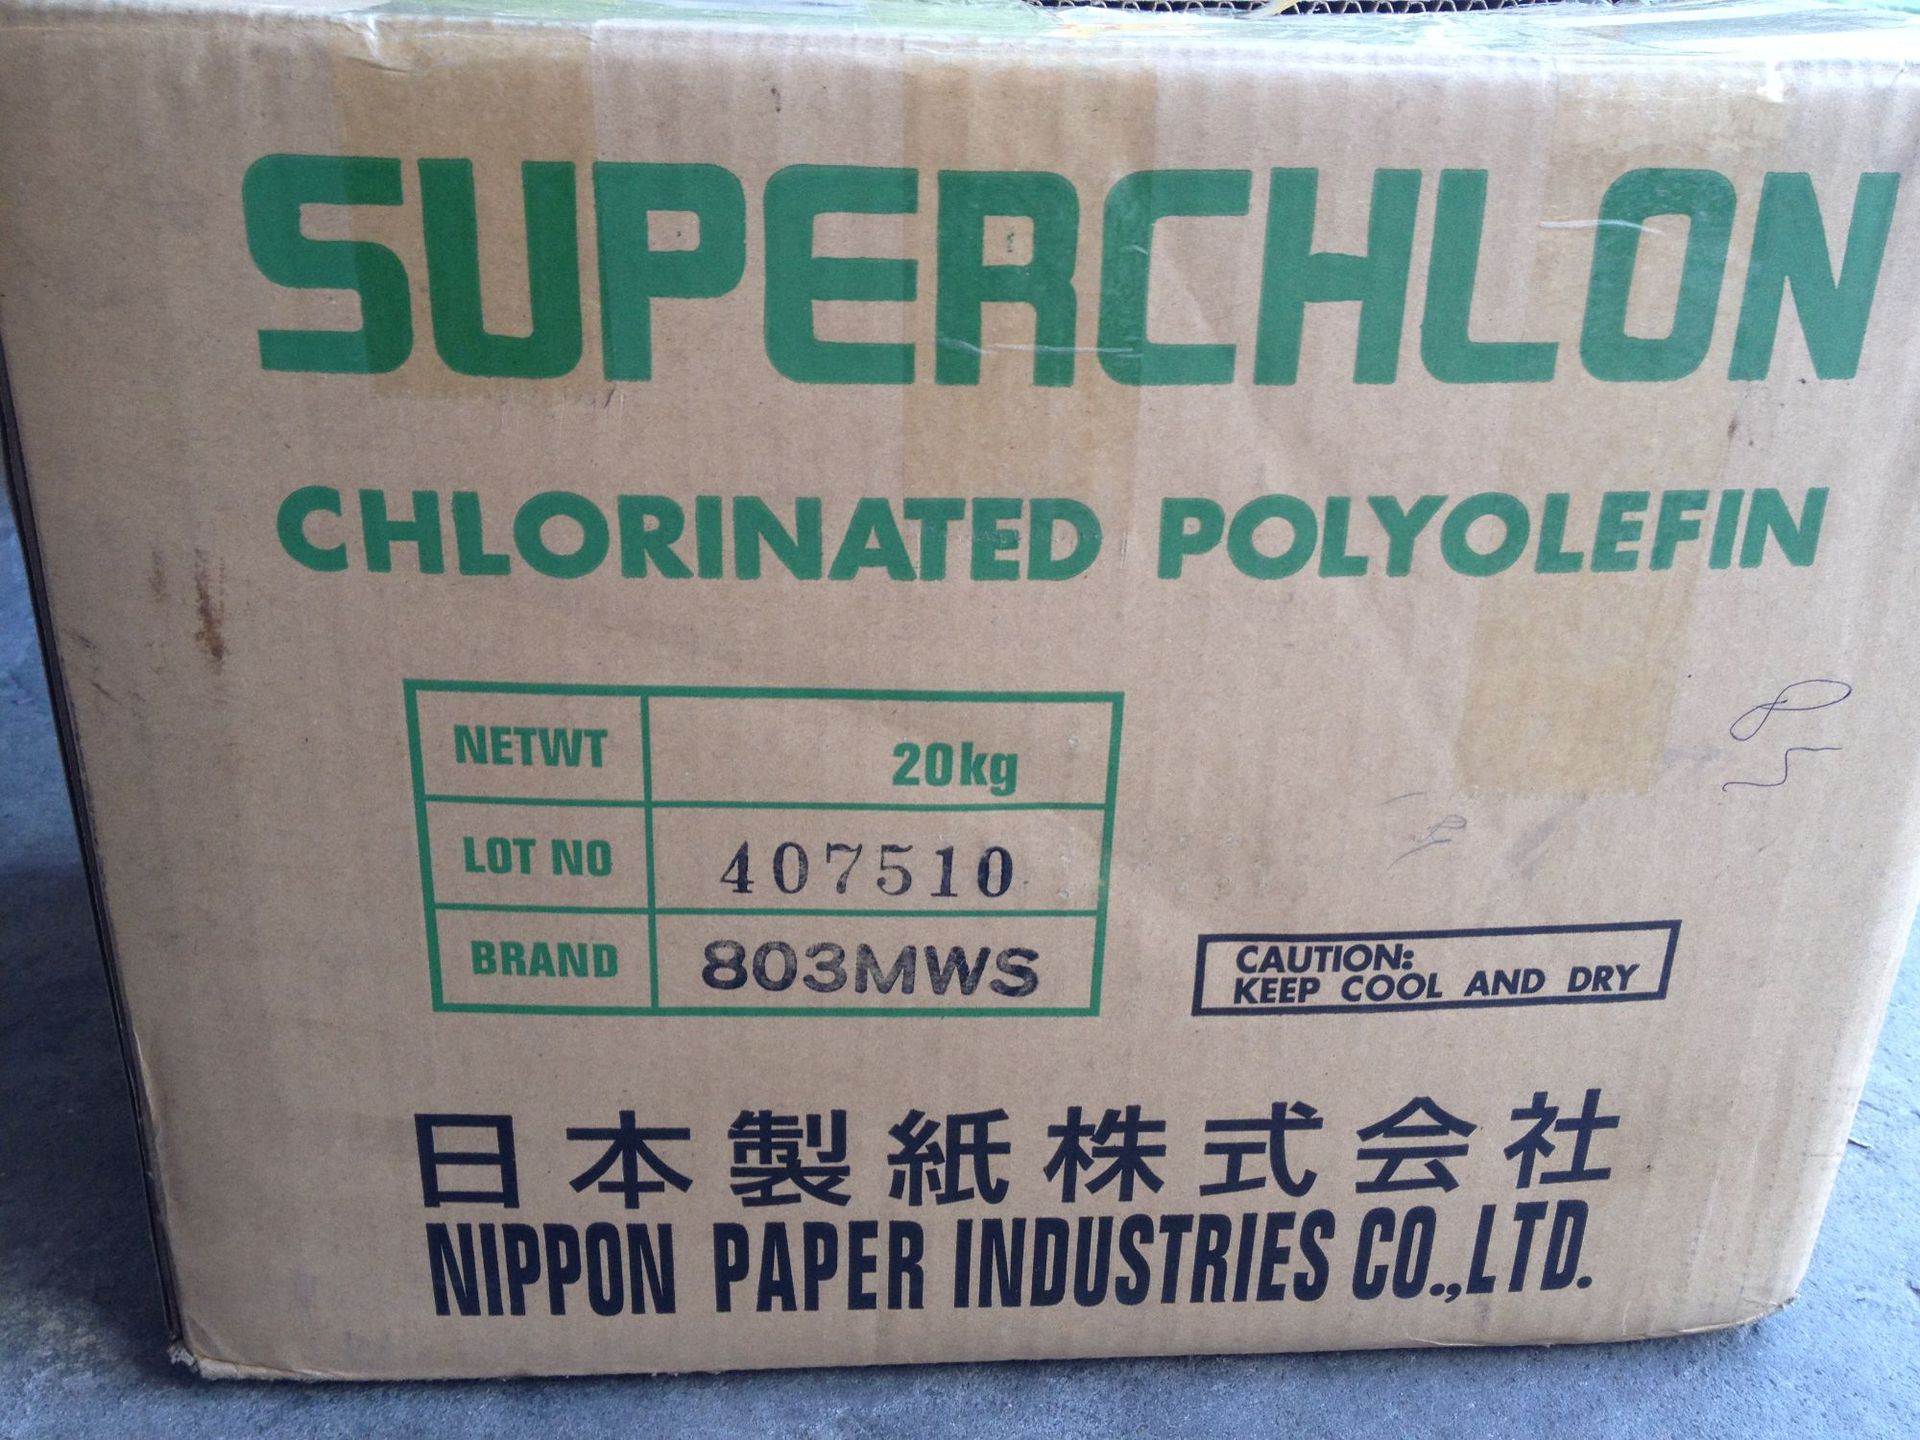 SUPERCHLON
CHLORINATED POLYOLEFIN
NETWT 20kg
LOT NO 407510
BRAND 803MWS
CAUTION:
KEEP COOL AND DRY
日本製紙株式会社
NIPPON PAPER INDUSTRIES CO.,LTD.